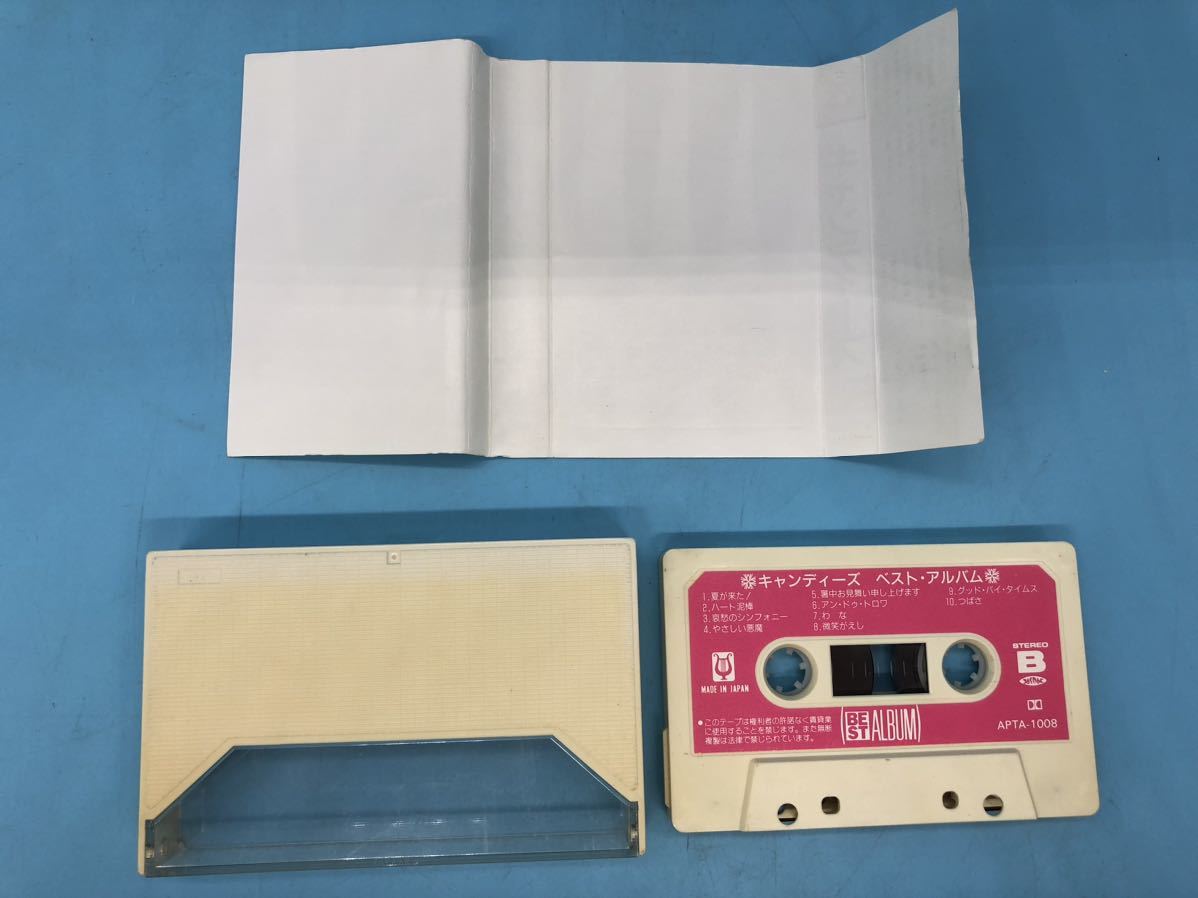 ❊キャンディーズ ベスト・アルバム❊
1.夏が来た!
2.ハート泥棒
3.哀愁のシンフォニー
4.やさしい悪魔
5.暑中お見舞い申し上げます
6.アン・ドゥ・トロワ
7.わ な
8.微笑がえし
9.グッド・バイ・タイムス
10.つばさ
MADE IN JAPAN
STEREO
B
●このテープは権利者の許諾なく賃貸業
に使用することを禁じます。また無断
複製は法律で禁じられています。
(BEST ALBUM)
APTA-1008